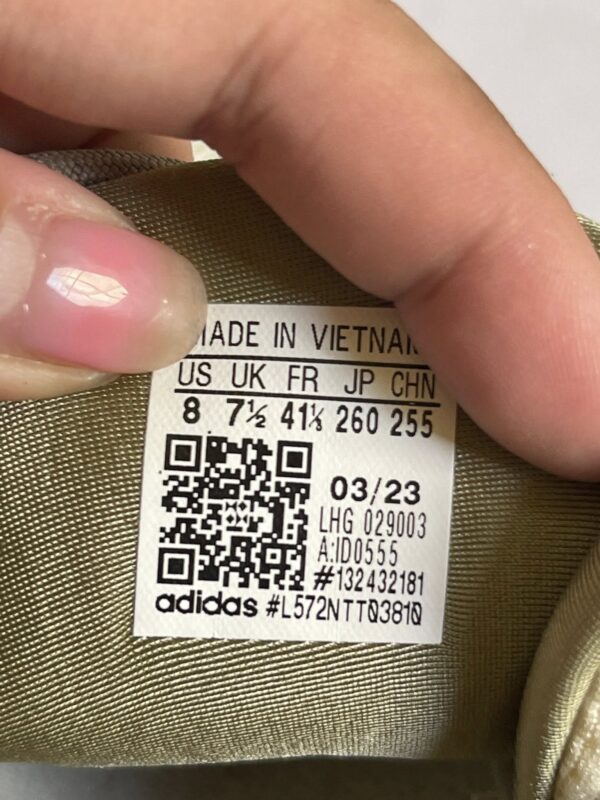 MADE IN VIETNAM
US UK FR JP CHN
8 7½ 41⅓ 260 255
03/23
LHG 029003
A:ID0555
#132432181
adidas #L572NTT03810